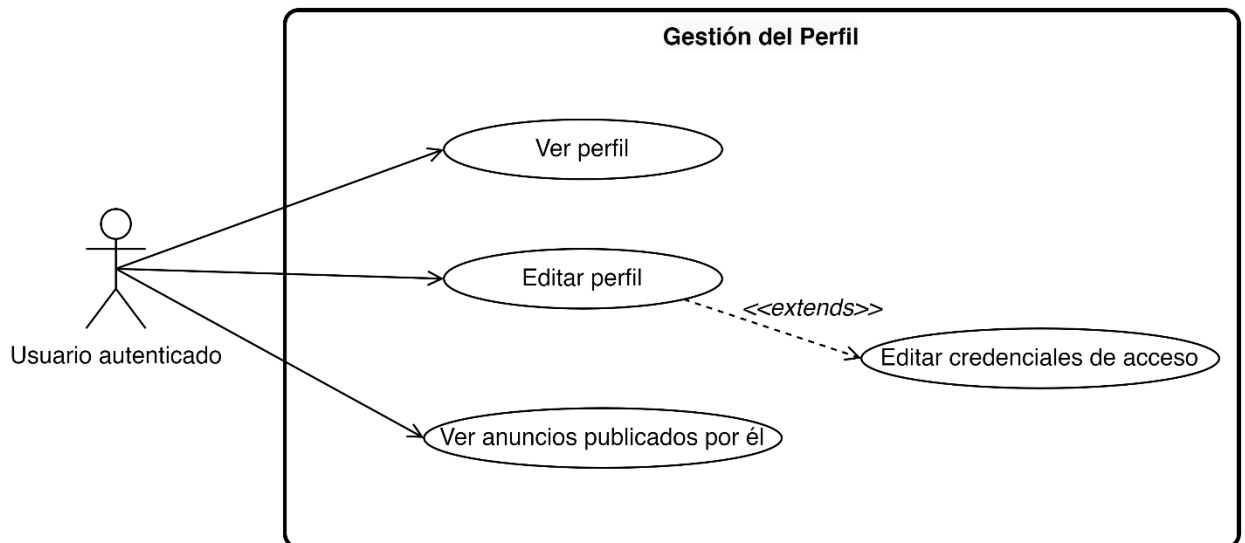 Gestión del Perfil
Ver perfil
Editar perfil
<<extends>>
Usuario autenticado
Editar credenciales de acceso
Ver anuncios publicados por él